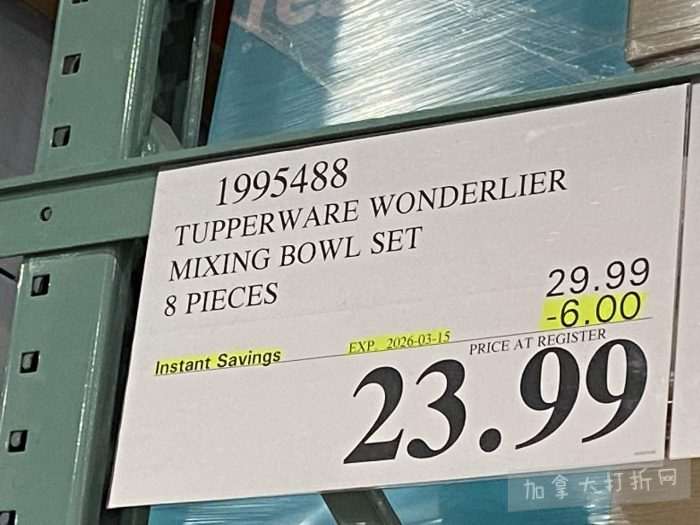 1995488
TUPPERWARE WONDERLIER
MIXING BOWL SET
8 PIECES
29.99
-6.00
Instant Savings EXP. 2026-03-15 PRICE AT REGISTER
23.99
加拿大打折网